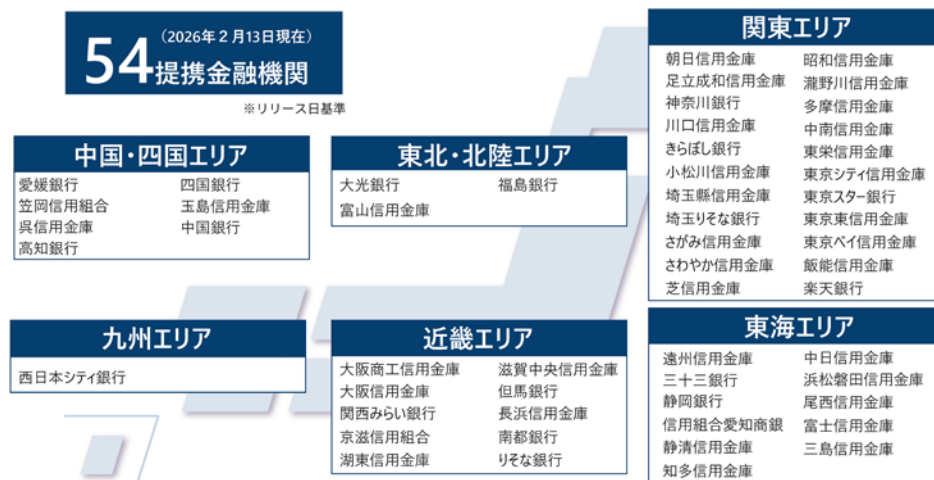 (2026年2月13日現在)
54提携金融機関
※リリース日基準
中国・四国エリア
愛媛銀行 四国銀行
笠岡信用組合 玉島信用金庫
呉信用金庫 中国銀行
高知銀行
東北・北陸エリア
大光銀行 福島銀行
富山信用金庫
関東エリア
朝日信用金庫 昭和信用金庫
足立成和信用金庫 瀧野川信用金庫
神奈川銀行 多摩信用金庫
川口信用金庫 中南信用金庫
きらぼし銀行 東栄信用金庫
小松川信用金庫 東京シティ信用金庫
埼玉縣信用金庫 東京スター銀行
埼玉りそな銀行 東京東信用金庫
さがみ信用金庫 東京ベイ信用金庫
さわやか信用金庫 飯能信用金庫
芝信用金庫 楽天銀行
九州エリア
西日本シティ銀行
近畿エリア
大阪商工信用金庫 滋賀中央信用金庫
大阪信用金庫 但馬銀行
関西みらい銀行 長浜信用金庫
京滋信用組合 南都銀行
湖東信用金庫 りそな銀行
東海エリア
遠州信用金庫 中日信用金庫
三十三銀行 浜松磐田信用金庫
静岡銀行 尾西信用金庫
信用組合愛知商銀 富士信用金庫
静清信用金庫 三島信用金庫
知多信用金庫